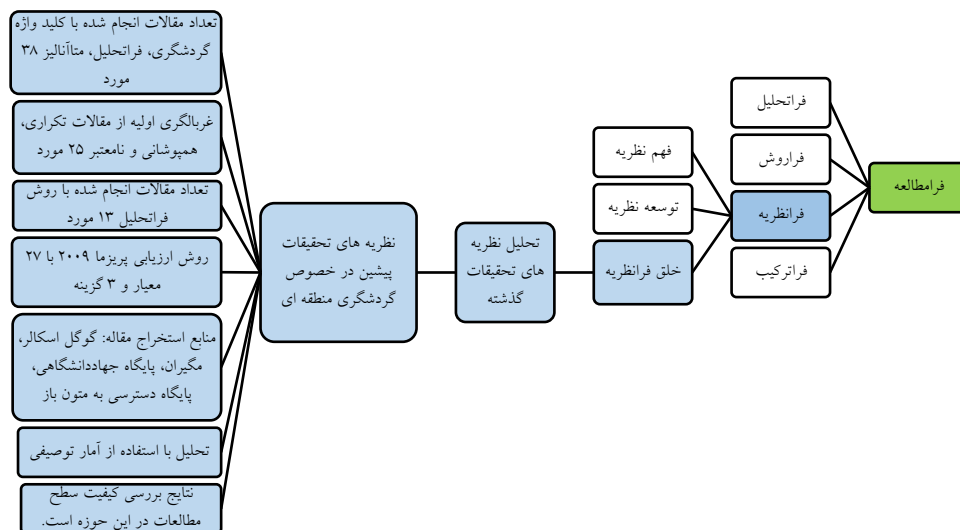 فرامطالعه
فراتحلیل
فراروش
فرانظریه
فراترکیب
فهم نظریه
توسعه نظریه
خلق فرانظریه
تحلیل نظریه
های تحقیقات
گذشته
نظریه های تحقیقات
پیشین در خصوص
گردشگری منطقه ای
تعداد مقالات انجام شده با کلید واژه
گردشگری، فراتحلیل، متاآنالیز ۳۸
مورد
غربالگری اولیه از مقالات تکراری،
همپوشانی و نامعتبر ۲۵ مورد
تعداد مقالات انجام شده با روش
فراتحلیل ۱۳ مورد
روش ارزیابی پریزما ۲۰۰۹ با ۲۷
معیار و ۳ گزینه
منابع استخراج مقاله: گوگل اسکالر،
مگیران، پایگاه جهاددانشگاهی،
پایگاه دسترسی به متون باز
تحلیل با استفاده از آمار توصیفی
نتایج بررسی کیفیت سطح
مطالعات در این حوزه است.